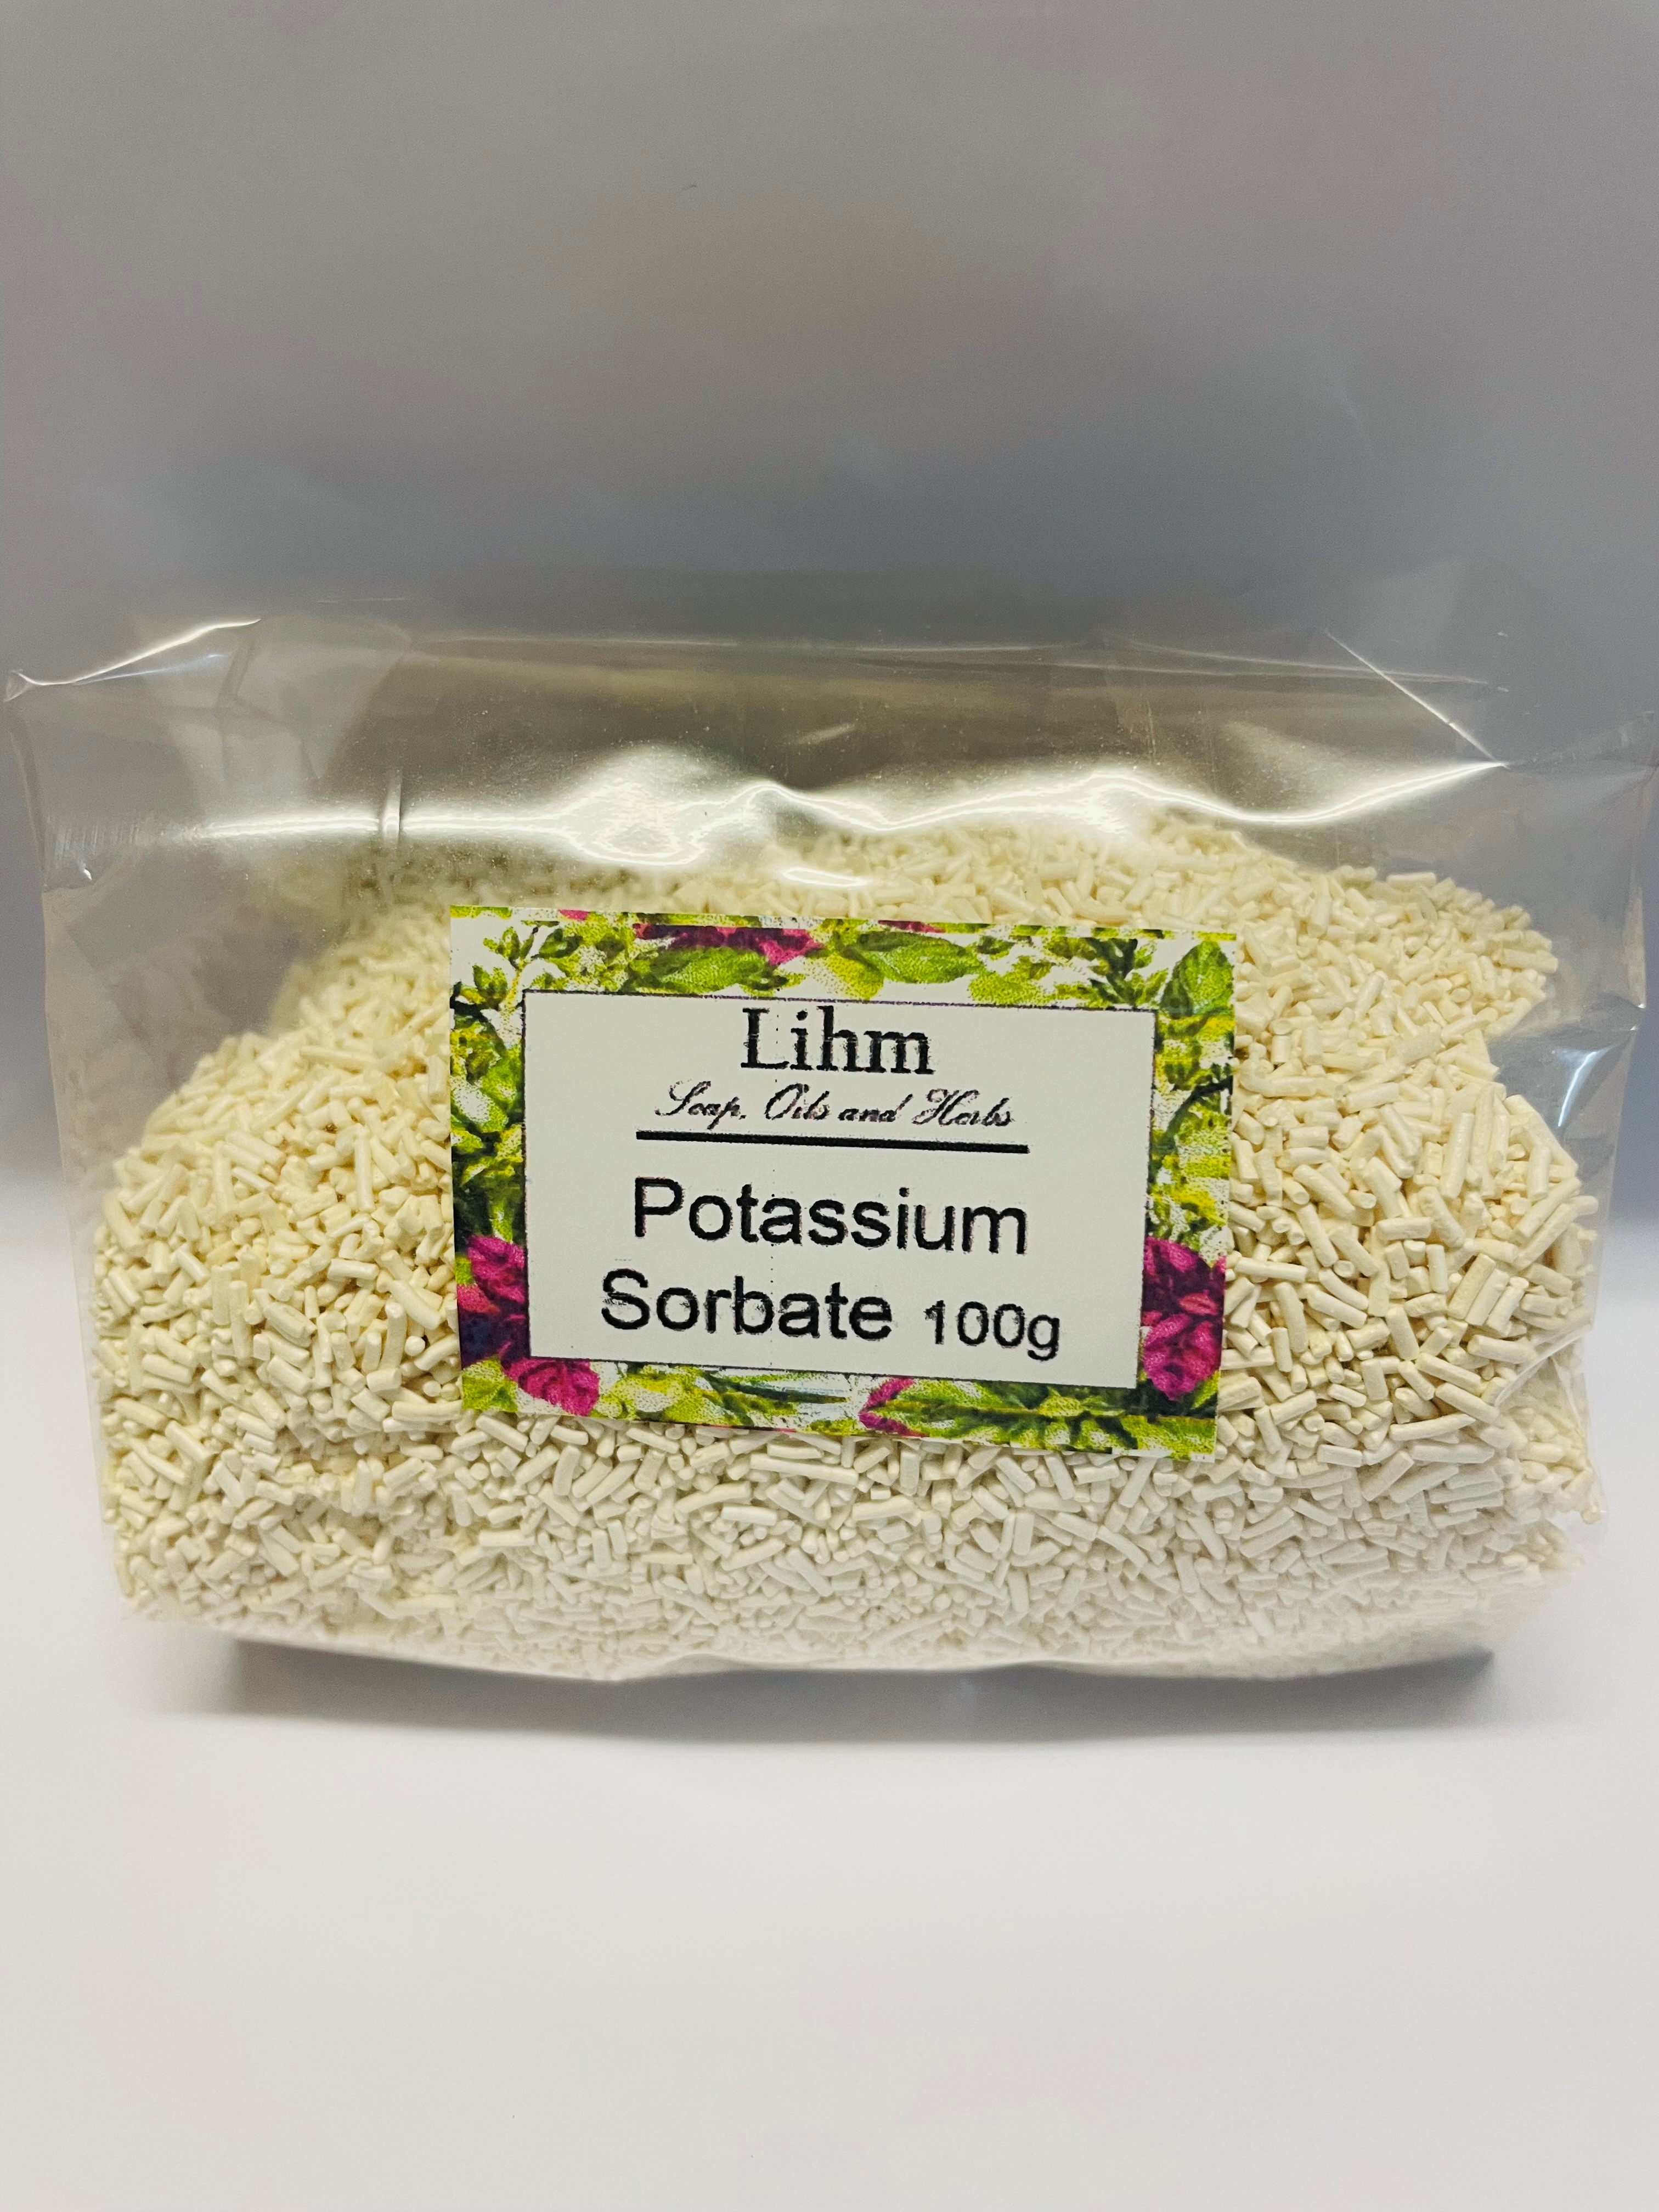 Lihm
Soap, Oils and Herbs
Potassium
Sorbate 100g